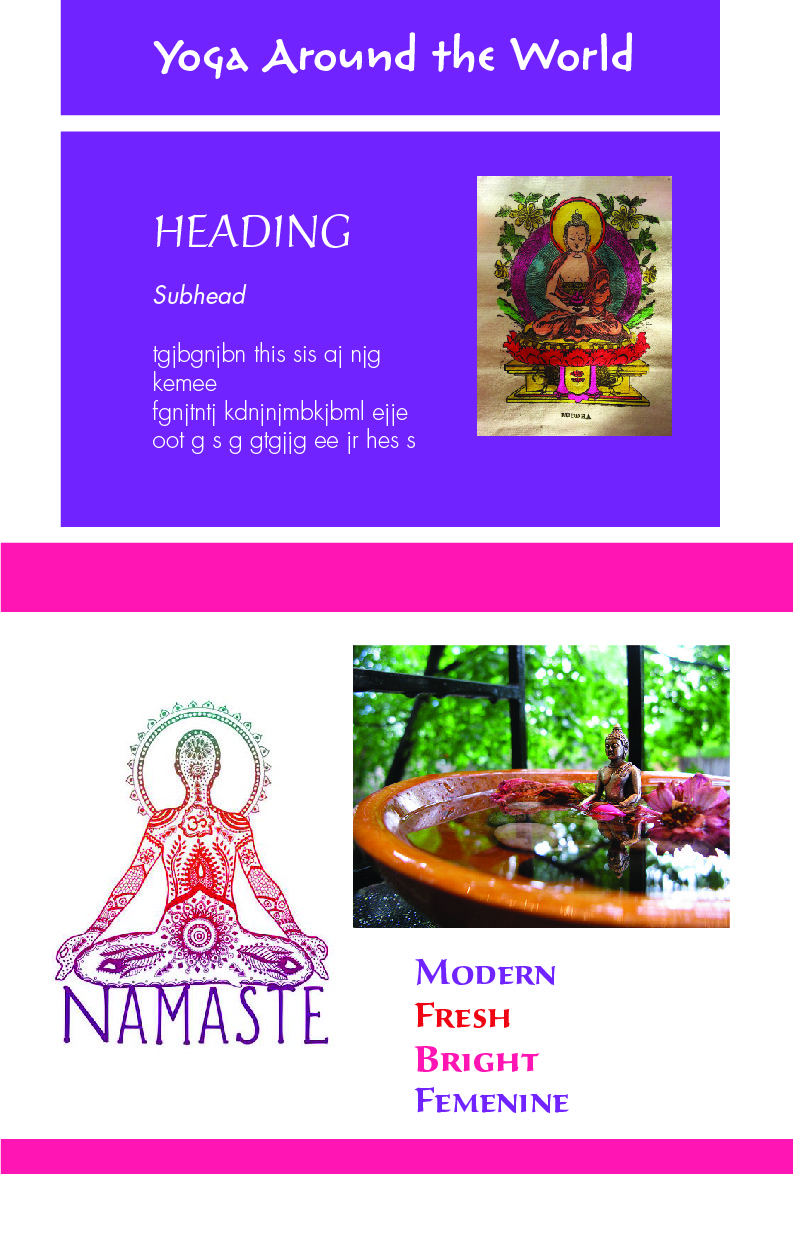 Yoga Around the World
HEADING
Subhead
tgjbgnjbn this sis aj njg
kemee
fgnjtntj kdnjnjmbkjbml ejje
oot g s g gtgjjg ee jr hes s
NAMASTE
MODERN
FRESH
BRIGHT
FEMENINE